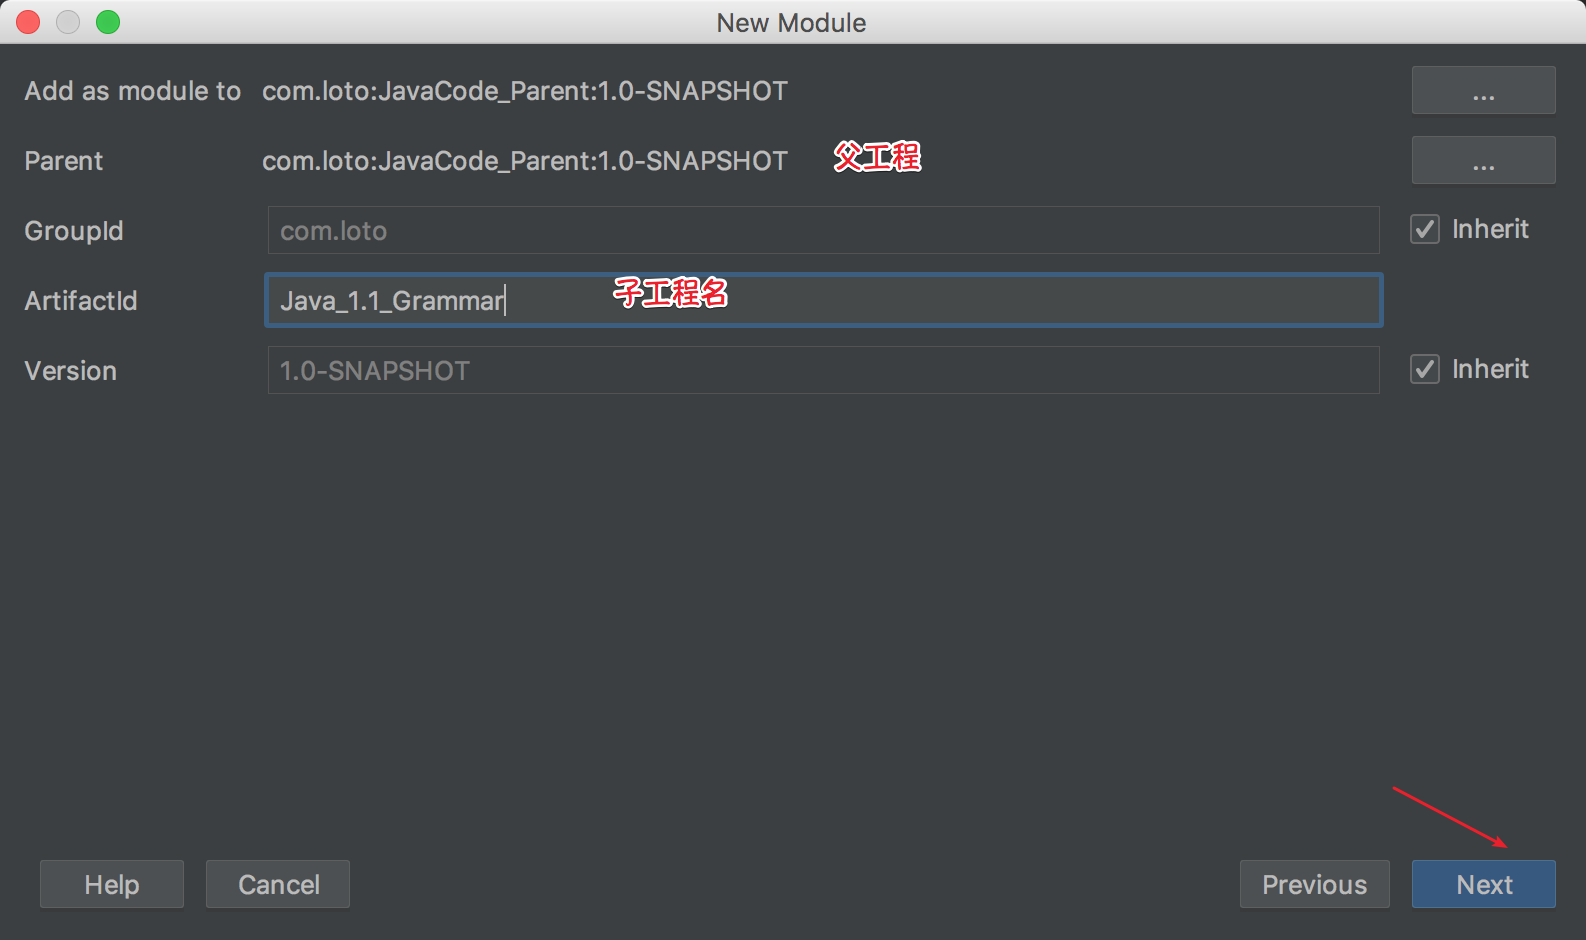 New Module
Add as module to com.loto:JavaCode_Parent:1.0-SNAPSHOT ...
Parent com.loto:JavaCode_Parent:1.0-SNAPSHOT 父工程 ...
GroupId com.loto Inherit
ArtifactId Java_1.1_Grammar 子工程名
Version 1.0-SNAPSHOT Inherit
Help Cancel Previous Next